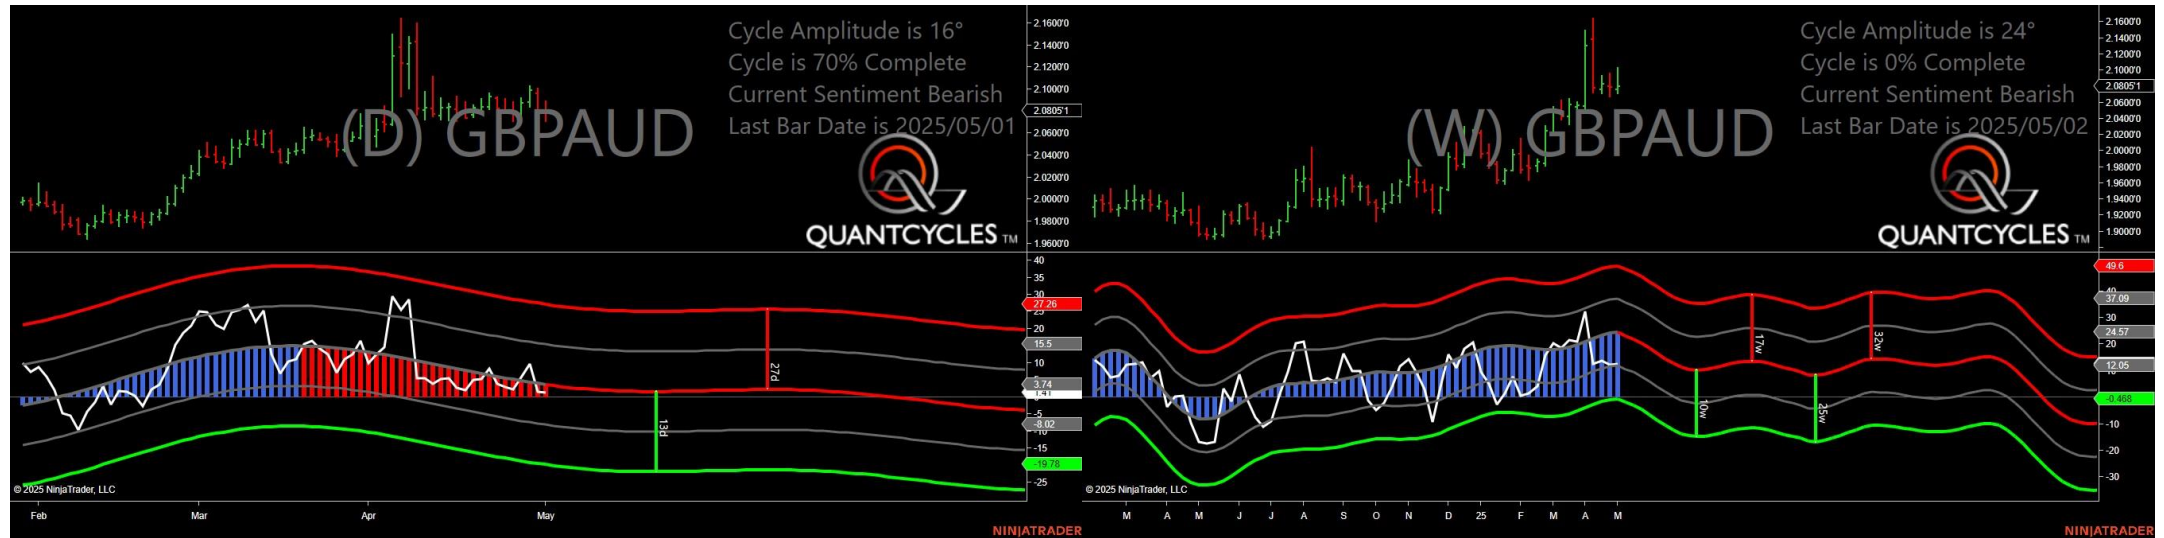 Cycle Amplitude is 16°
Cycle is 70% Complete
Current Sentiment Bearish
Last Bar Date is 2025/05/01
(D) GBPAUD
QUANTCYCLES TM
2.1600'0
2.1400'0
2.1200'0
2.1000'0
2.0805'1
2.0600'0
2.0400'0
2.0200'0
2.0000'0
1.9800'0
1.9600'0
40
35
30
27.26
25
20
15.5
10
3.74
1.41
-5
-8.02
-10
-15
-19.78
-25
27d
13d
© 2025 NinjaTrader, LLC
Feb Mar Apr May
NINJATRADER
Cycle Amplitude is 24°
Cycle is 0% Complete
Current Sentiment Bearish
Last Bar Date is 2025/05/02
(W) GBPAUD
QUANTCYCLES TM
2.1600'0
2.1400'0
2.1200'0
2.1000'0
2.0805'1
2.0600'0
2.0400'0
2.0200'0
2.0000'0
1.9800'0
1.9600'0
1.9400'0
1.9200'0
1.9000'0
49.6
40
37.09
30
24.57
20
12.05
10
-0.468
-10
-20
-30
17w
32w
10w
25w
© 2025 NinjaTrader, LLC
M A M J J A S O N D 25 F M A M
NINJATRADER